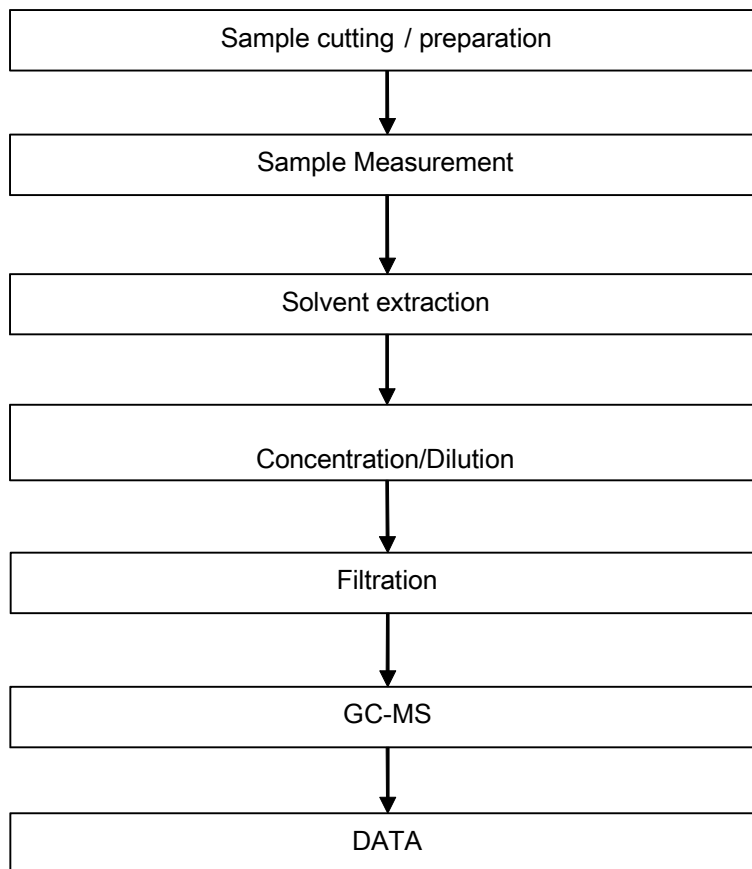 Sample cutting / preparation
Sample Measurement
Solvent extraction
Concentration/Dilution
Filtration
GC-MS
DATA